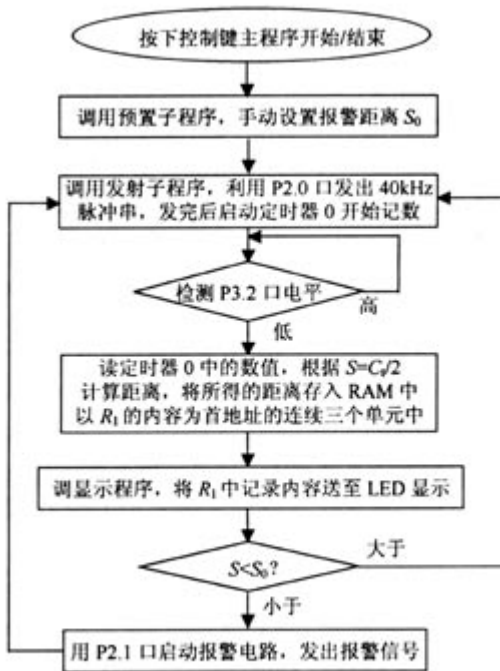 按下控制键主程序开始/结束
调用预置子程序，手动设置报警距离 S₀
调用发射子程序，利用 P2.0 口发出 40kHz
脉冲串，发完后启动定时器 0 开始记数
检测 P3.2 口电平
高
低
读定时器 0 中的数值，根据 S=Cₜ/2
计算距离，将所得的距离存入 RAM 中
以 R₁ 的内容为首地址的连续三个单元中
调显示程序，将 R₁ 中记录内容送至 LED 显示
大于
S<S₀?
小于
用 P2.1 口启动报警电路，发出报警信号